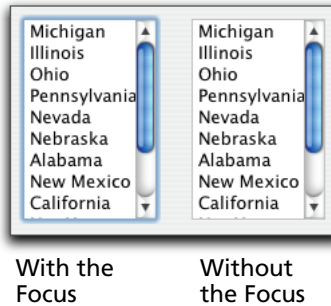 Michigan
Illinois
Ohio
Pennsylvania
Nevada
Nebraska
Alabama
New Mexico
California
Michigan
Illinois
Ohio
Pennsylvania
Nevada
Nebraska
Alabama
New Mexico
California
With the
Focus
Without
the Focus